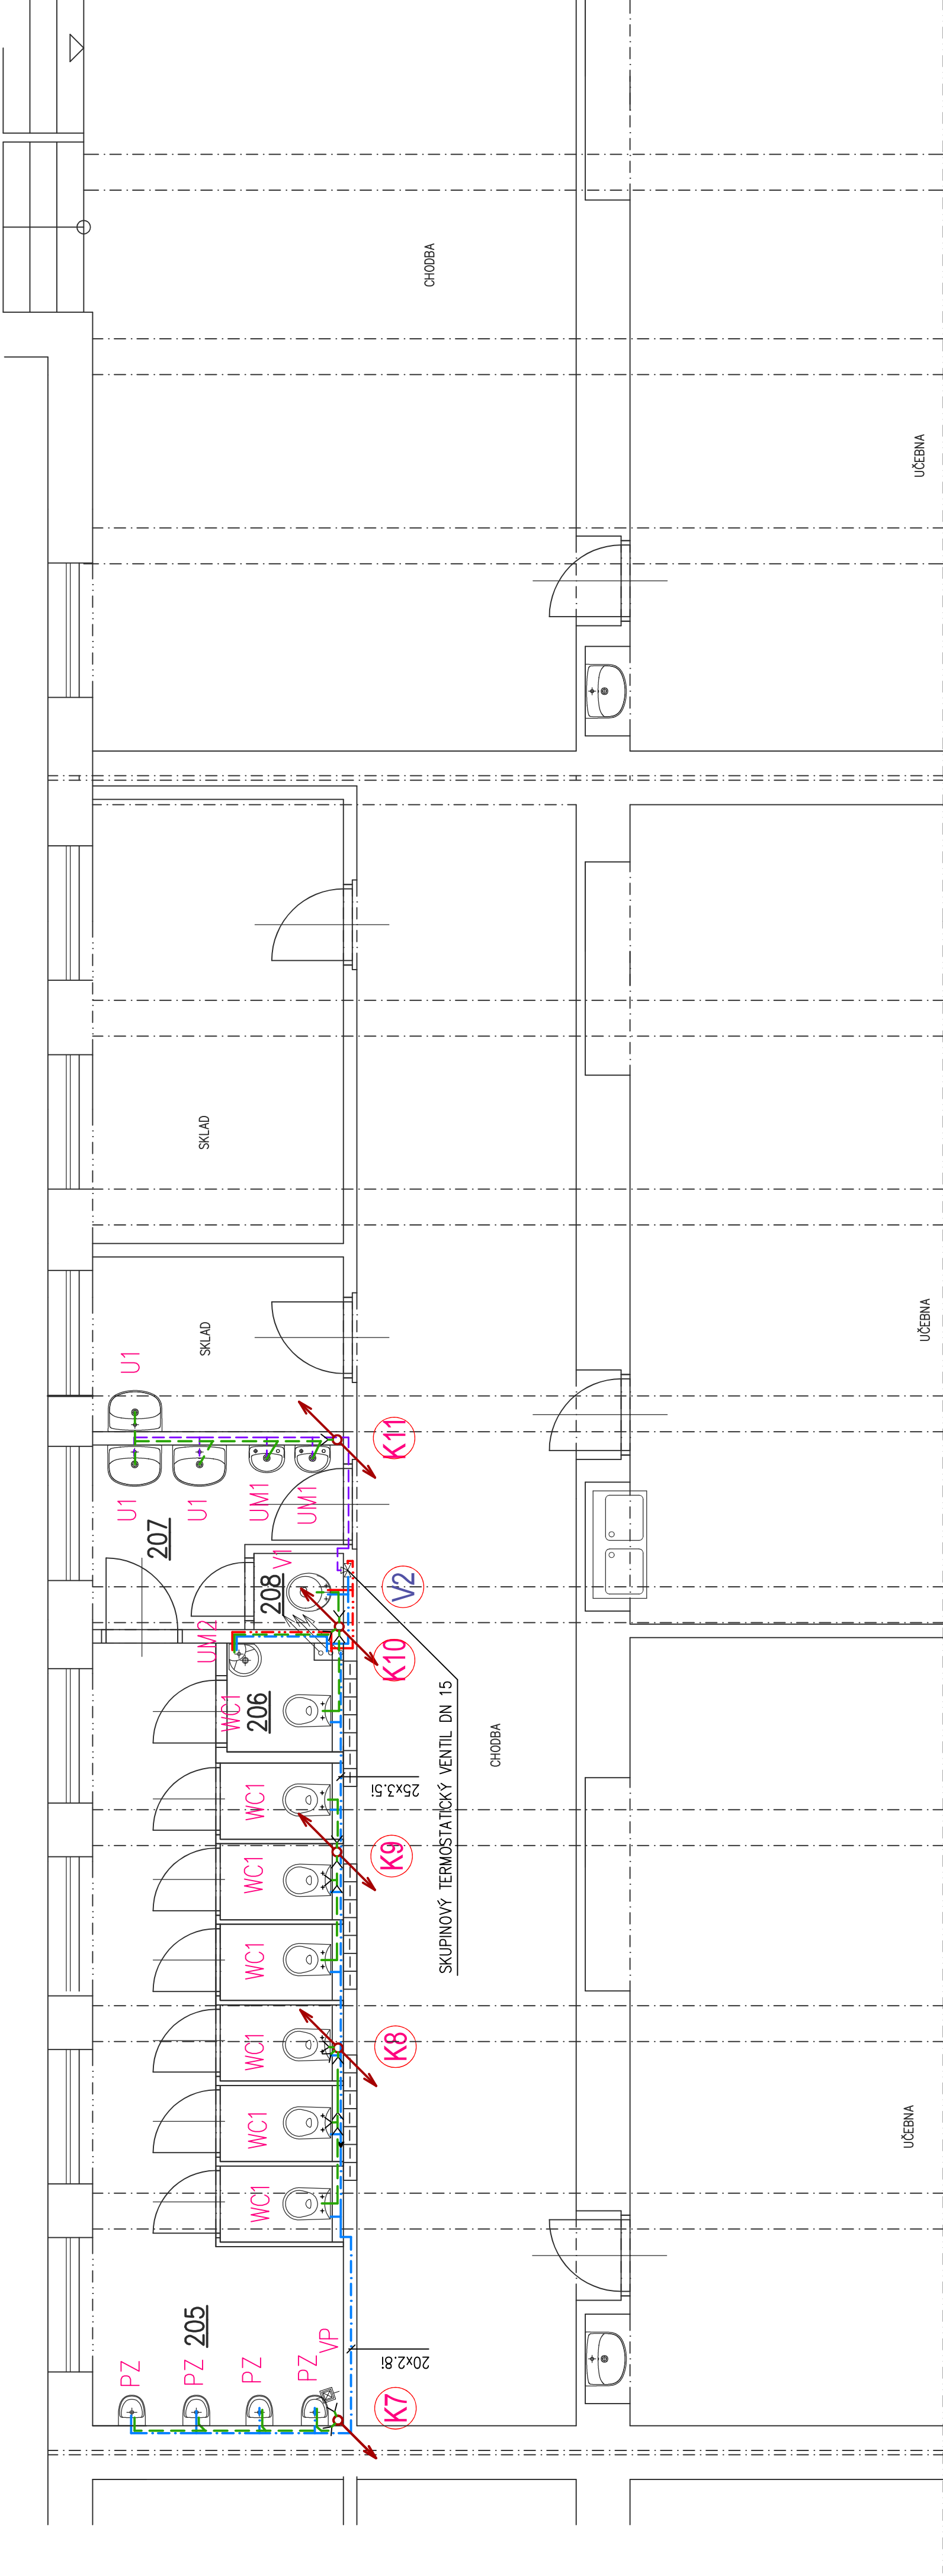 CHODBA
UČEBNA
SKLAD
SKLAD
UČEBNA
U1
K11
U1
U1
UM1
UM1
207
V1
208
V2
UM2
K10
WC1
206
SKUPINOVÝ TERMOSTATICKÝ VENTIL DN 15
CHODBA
25x3.5i
WC1
K9
WC1
WC1
WC1
K8
WC1
UČEBNA
WC1
205
VP
20x2.8i
PZ
PZ
PZ
PZ
K7